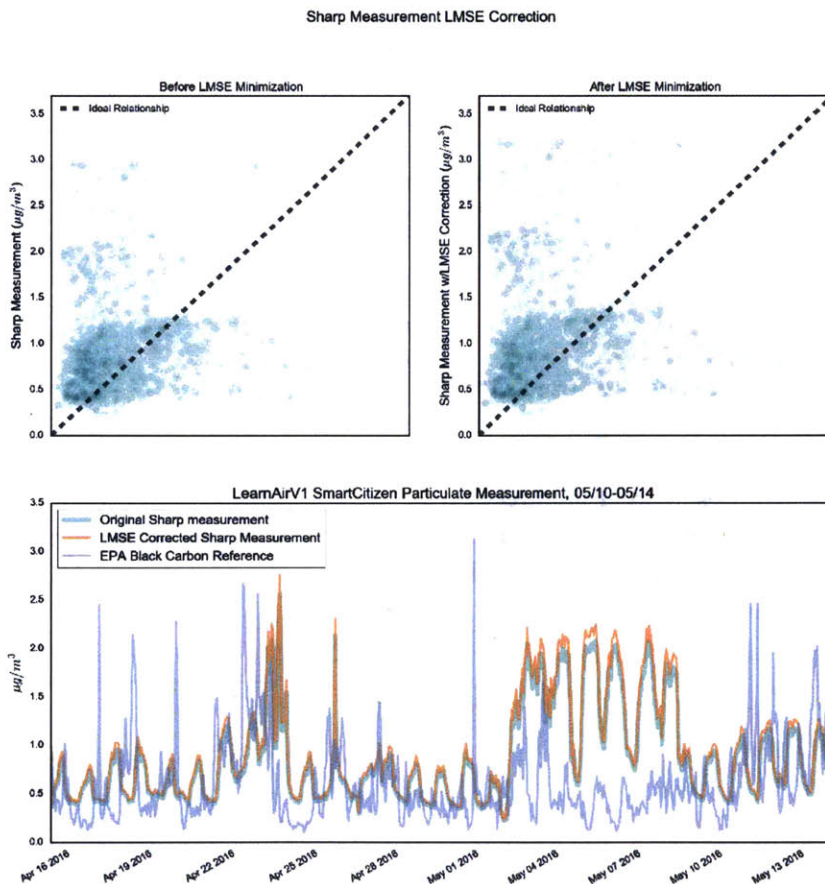 Sharp Measurement LMSE Correction
Before LMSE Minimization
After LMSE Minimization
Ideal Relationship
Ideal Relationship
3.5
3.0
2.5
2.0
1.5
1.0
0.5
0.0
Sharp Measurement (μg/m³)
3.5
3.0
2.5
2.0
1.5
1.0
0.5
0.0
Sharp Measurement w/LMSE Correction (μg/m³)
LearnAirV1 SmartCitizen Particulate Measurement, 05/10-05/14
Original Sharp measurement
LMSE Corrected Sharp Measurement
EPA Black Carbon Reference
3.5
3.0
2.5
2.0
1.5
1.0
0.5
0.0
μg/m³
Apr 16 2016
Apr 19 2016
Apr 22 2016
Apr 25 2016
Apr 28 2016
May 01 2016
May 04 2016
May 07 2016
May 10 2016
May 13 2016